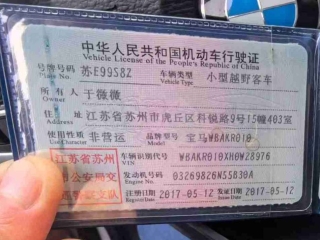 中华人民共和国机动车行驶证
Vehicle License of the People's Republic of China
号牌号码 苏E99S8Z 车辆类型 小型越野客车
Plate No. Vehicle Type
所有人 于薇薇
Owner
住址 江苏省苏州市虎丘区科锐路9号15幢403室
Address
使用性质 非营运 品牌型号 宝马WBAKR010
Use Character Model
江苏省苏州 车辆识别代号 WBAKR010XH0W28976
VIN
市公安局交 发动机号码 03269826N55B30A
Engine No.
注册日期 2017-05-12 发证日期 2017-05-12
Register Date Issue Date